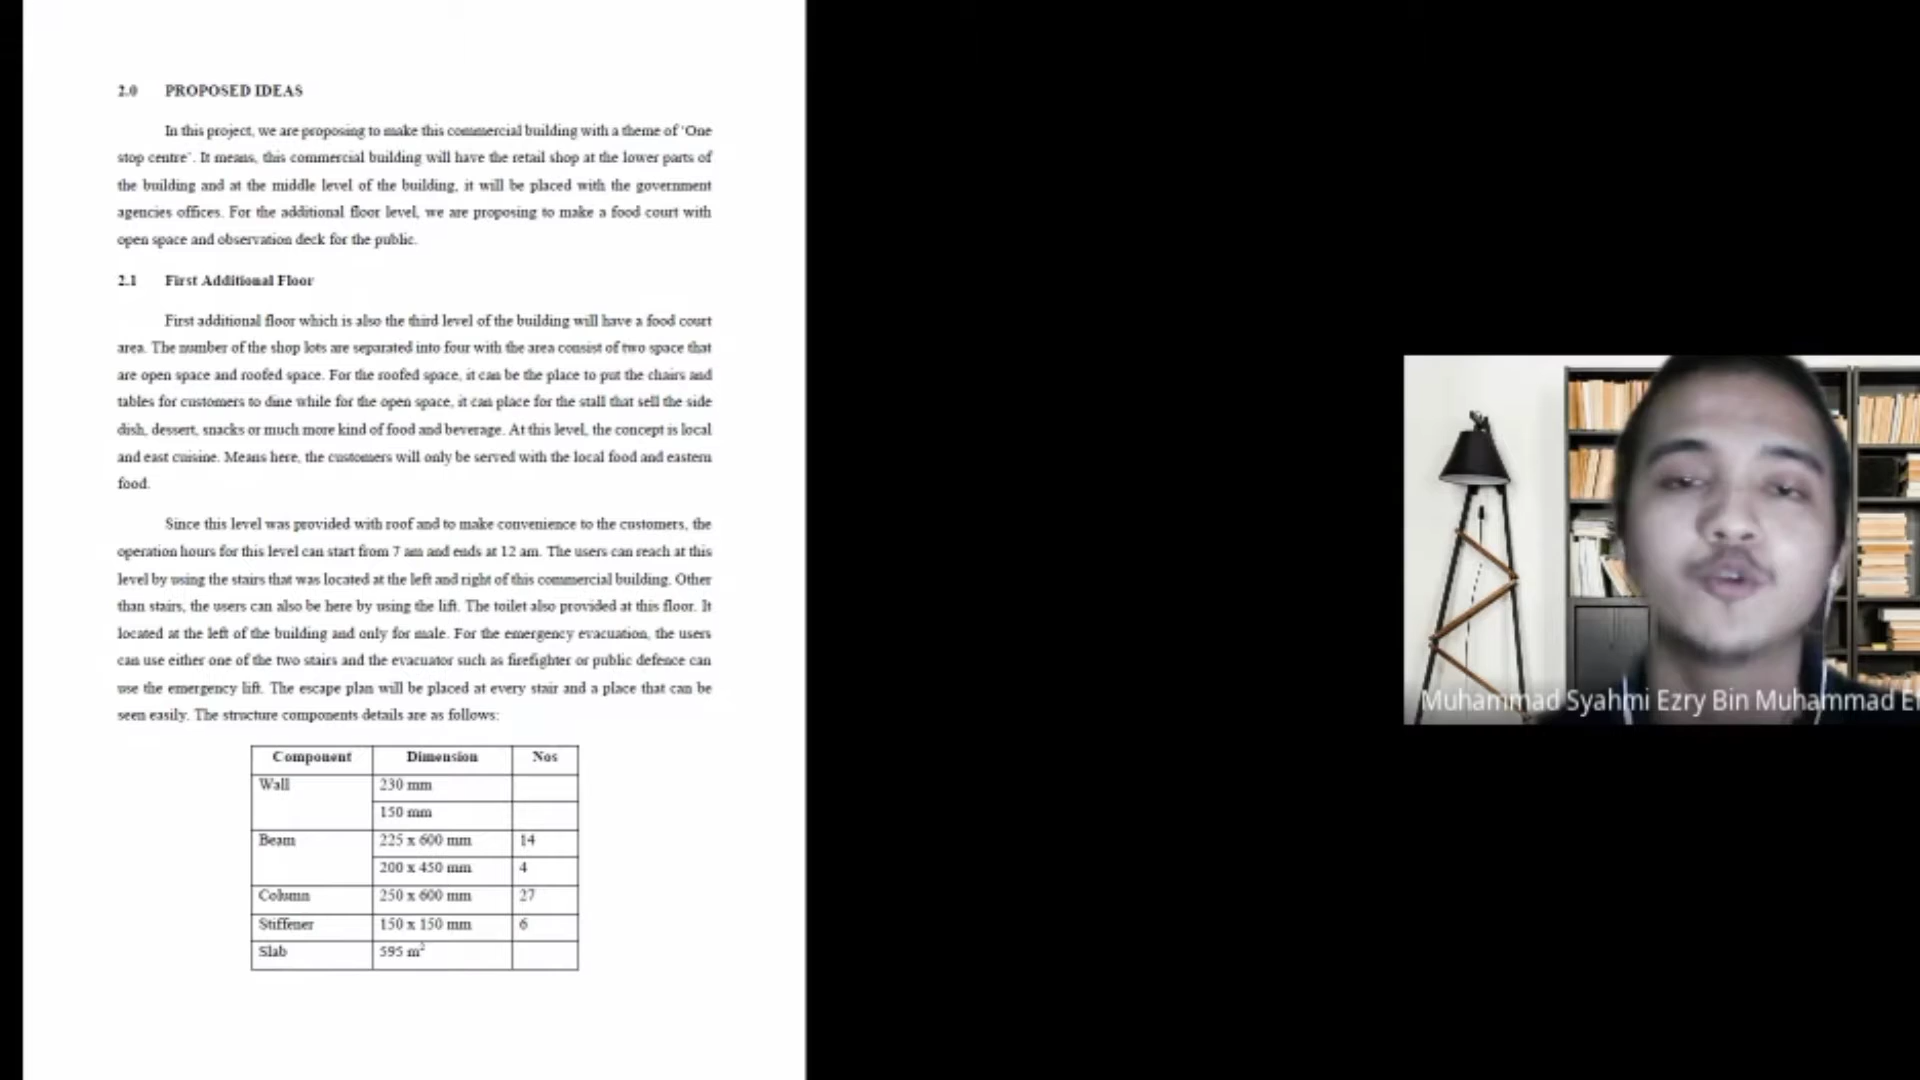 2.0 PROPOSED IDEAS
In this project, we are proposing to make this commercial building with a theme of 'One
stop centre'. It means, this commercial building will have the retail shop at the lower parts of
the building and at the middle level of the building, it will be placed with the government
agencies offices. For the additional floor level, we are proposing to make a food court with
open space and observation deck for the public.
2.1 First Additional Floor
First additional floor which is also the third level of the building will have a food court
area. The number of the shop lots are separated into four with the area consist of two space that
are open space and roofed space. For the roofed space, it can be the place to put the chairs and
tables for customers to dine while for the open space, it can place for the stall that sell the side
dish, dessert, snacks or much more kind of food and beverage. At this level, the concept is local
and east cuisine. Means here, the customers will only be served with the local food and eastern
food.
Since this level was provided with roof and to make convenience to the customers, the
operation hours for this level can start from 7 am and ends at 12 am. The users can reach at this
level by using the stairs that was located at the left and right of this commercial building. Other
than stairs, the users can also be here by using the lift. The toilet also provided at this floor. It
located at the left of the building and only for male. For the emergency evacuation, the users
can use either one of the two stairs and the evacuator such as firefighter or public defence can
use the emergency lift. The escape plan will be placed at every stair and a place that can be
seen easily. The structure components details are as follows:
Component Dimension Nos
Wall 230 mm
150 mm
Beam 225 x 600 mm 14
200 x 450 mm 4
Column 250 x 600 mm 27
Stiffener 150 x 150 mm 6
Slab 595 m²
Muhammad Syahmi Ezry Bin Muhammad